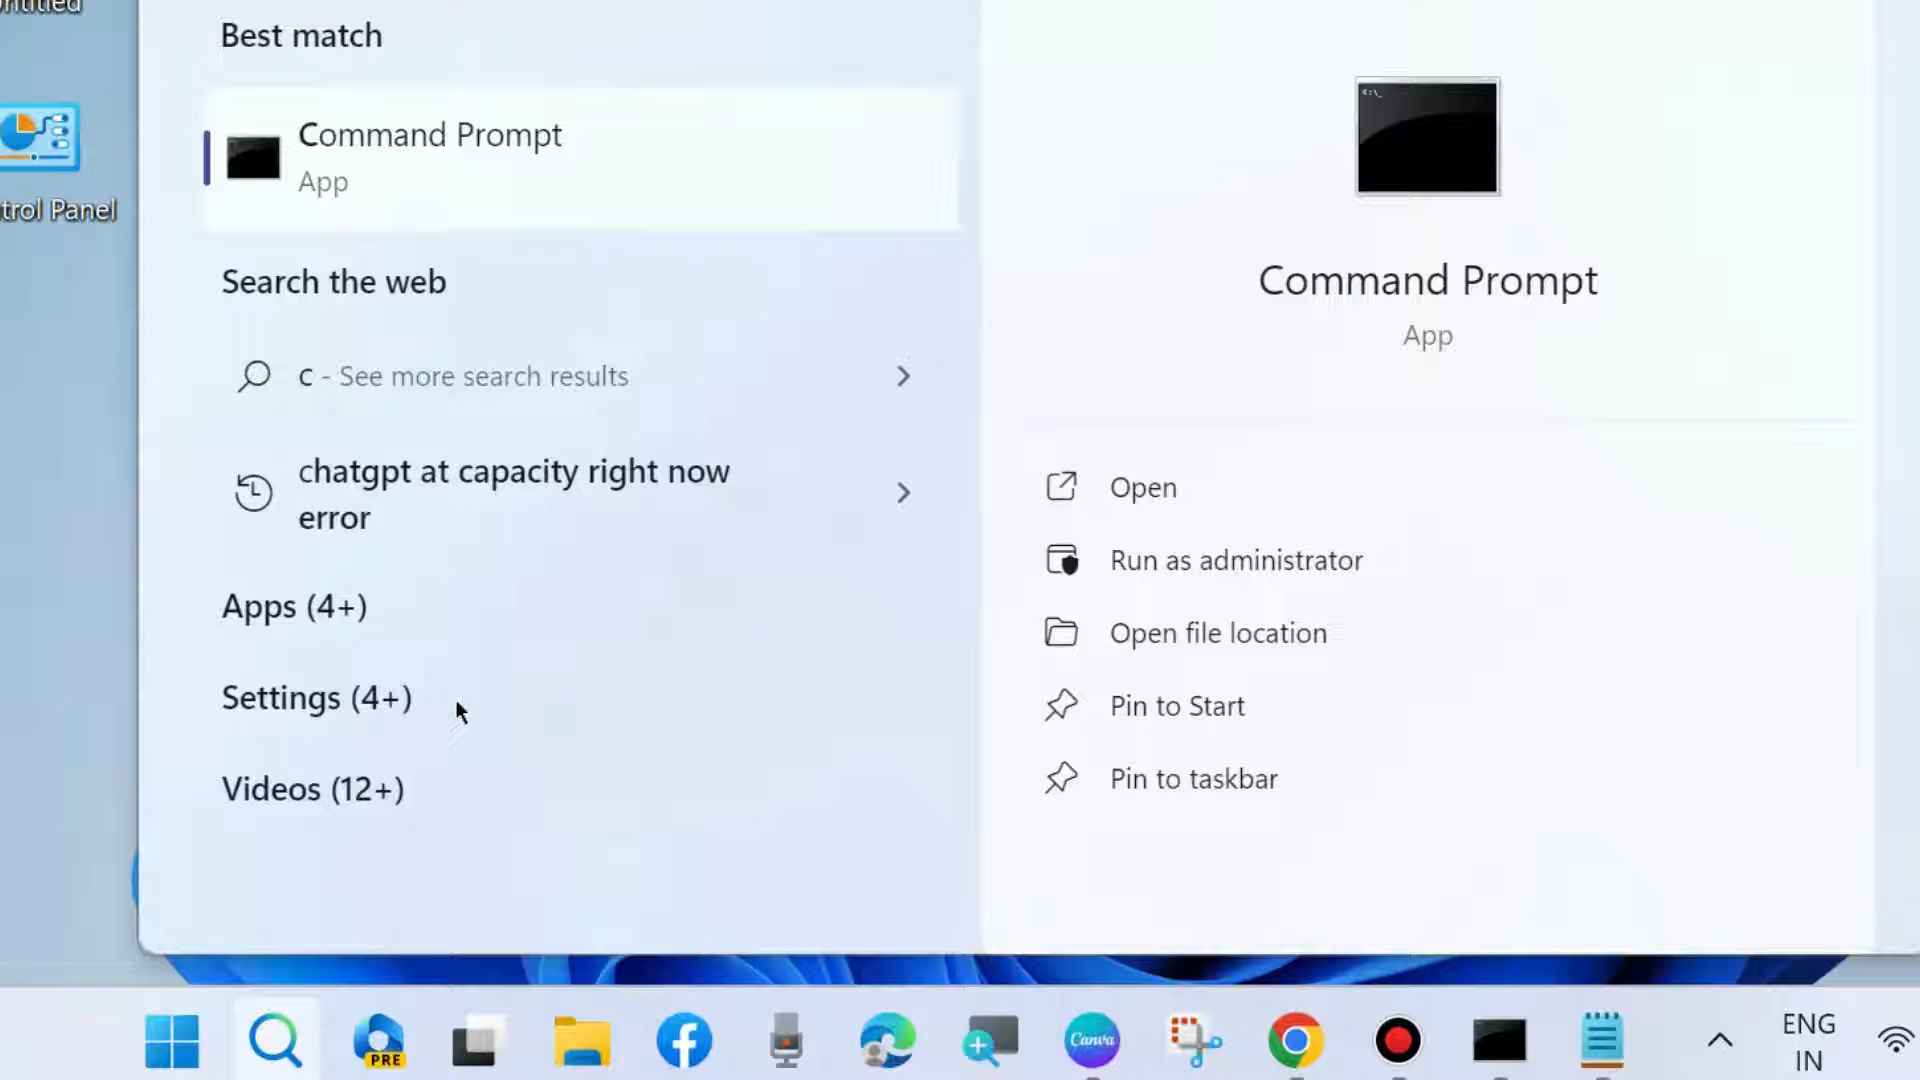 Untitled
Best match
Command Prompt
App
trol Panel
Search the web
c - See more search results
chatgpt at capacity right now
error
Apps (4+)
Settings (4+)
Videos (12+)
C:\_
Command Prompt
App
Open
Run as administrator
Open file location
Pin to Start
Pin to taskbar
PRE
Canva
ENG
IN